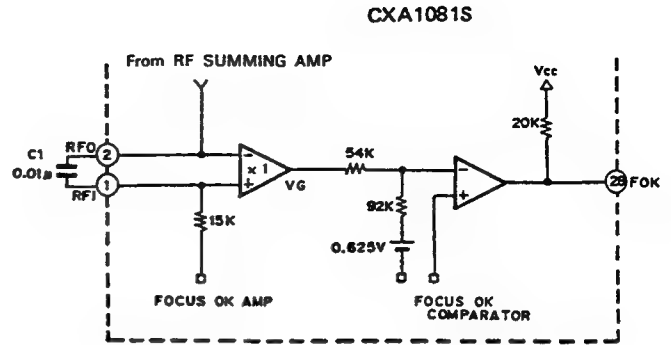 CXA1081S
From RF SUMMING AMP
Vcc
20K
C1
0.01μ
RFO
2
−
× 1
+
VG
54K
−
+
28
FOK
RFI
1
15K
92K
0.625V
FOCUS OK AMP
FOCUS OK
COMPARATOR